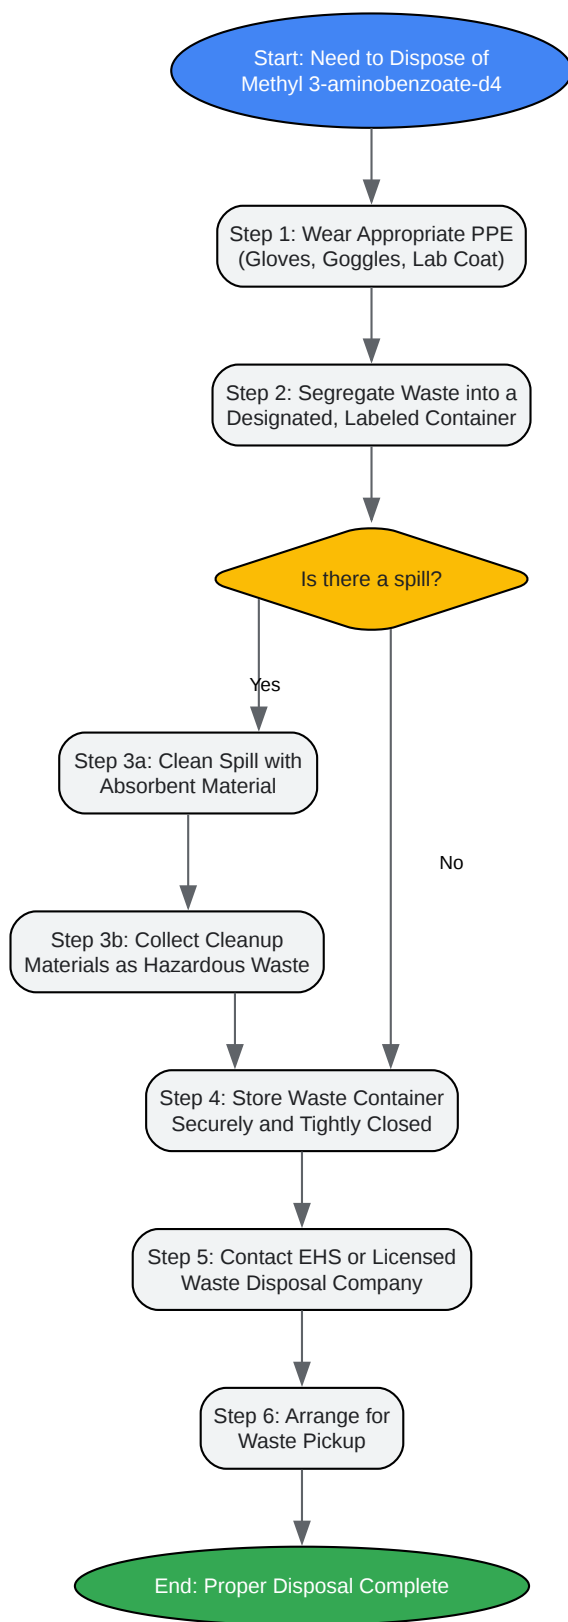 Start: Need to Dispose of
Methyl 3-aminobenzoate-d4
Step 1: Wear Appropriate PPE
(Gloves, Goggles, Lab Coat)
Step 2: Segregate Waste into a
Designated, Labeled Container
Is there a spill?
Yes
Step 3a: Clean Spill with
Absorbent Material
No
Step 3b: Collect Cleanup
Materials as Hazardous Waste
Step 4: Store Waste Container
Securely and Tightly Closed
Step 5: Contact EHS or Licensed
Waste Disposal Company
Step 6: Arrange for
Waste Pickup
End: Proper Disposal Complete